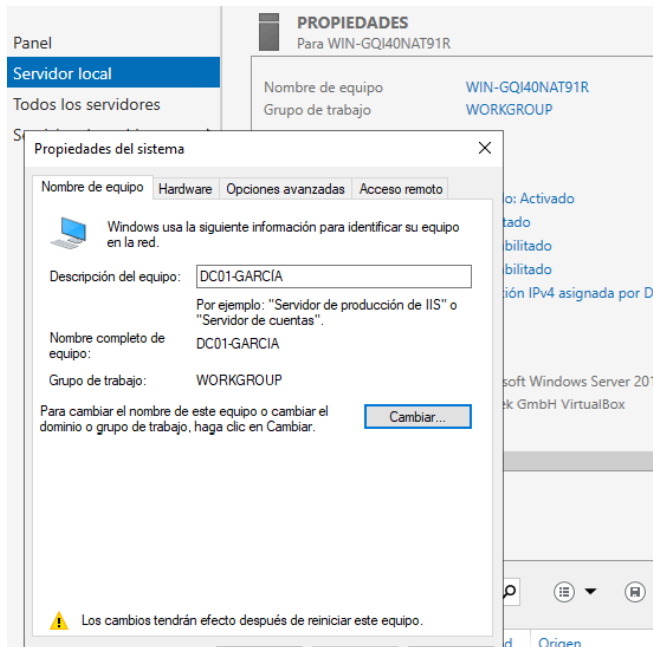 PROPIEDADES
Para WIN-GQI40NAT91R
Panel
Servidor local
Todos los servidores
Nombre de equipo WIN-GQI40NAT91R
Grupo de trabajo WORKGROUP
Propiedades del sistema
Nombre de equipo Hardware Opciones avanzadas Acceso remoto
Windows usa la siguiente información para identificar su equipo
en la red.
Descripción del equipo: DC01-GARCÍA
Por ejemplo: "Servidor de producción de IIS" o
"Servidor de cuentas".
Nombre completo de
equipo:
DC01-GARCIA
Grupo de trabajo: WORKGROUP
Para cambiar el nombre de este equipo o cambiar el
dominio o grupo de trabajo, haga clic en Cambiar.
Cambiar...
Los cambios tendrán efecto después de reiniciar este equipo.
o: Activado
tado
bilitado
bilitado
ión IPv4 asignada por D
soft Windows Server 201
ek GmbH VirtualBox
d Origen